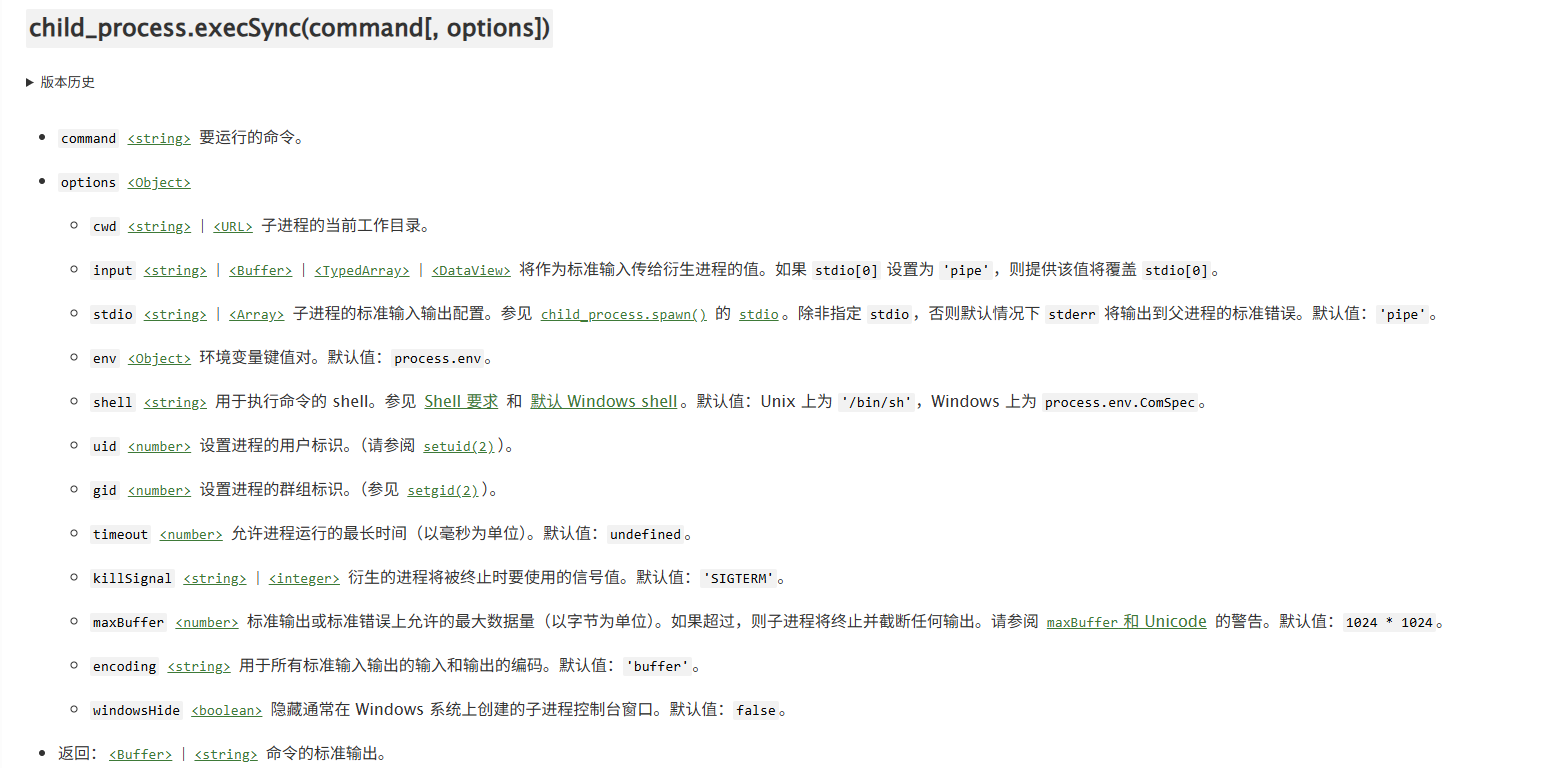 child_process.execSync(command[, options])
▶ 版本历史
• command <string> 要运行的命令。
• options <Object>
◦ cwd <string> | <URL> 子进程的当前工作目录。
◦ input <string> | <Buffer> | <TypedArray> | <DataView> 将作为标准输入传给衍生进程的值。如果 stdio[0] 设置为 'pipe'，则提供该值将覆盖 stdio[0]。
◦ stdio <string> | <Array> 子进程的标准输入输出配置。参见 child_process.spawn() 的 stdio。除非指定 stdio，否则默认情况下 stderr 将输出到父进程的标准错误。默认值：'pipe'。
◦ env <Object> 环境变量键值对。默认值：process.env。
◦ shell <string> 用于执行命令的 shell。参见 Shell 要求 和 默认 Windows shell。默认值：Unix 上为 '/bin/sh'，Windows 上为 process.env.ComSpec。
◦ uid <number> 设置进程的用户标识。（请参阅 setuid(2)）。
◦ gid <number> 设置进程的群组标识。（参见 setgid(2)）。
◦ timeout <number> 允许进程运行的最长时间（以毫秒为单位）。默认值：undefined。
◦ killSignal <string> | <integer> 衍生的进程将被终止时要使用的信号值。默认值：'SIGTERM'。
◦ maxBuffer <number> 标准输出或标准错误上允许的最大数据量（以字节为单位）。如果超过，则子进程将终止并截断任何输出。请参阅 maxBuffer 和 Unicode 的警告。默认值：1024 * 1024。
◦ encoding <string> 用于所有标准输入输出的输入和输出的编码。默认值：'buffer'。
◦ windowsHide <boolean> 隐藏通常在 Windows 系统上创建的子进程控制台窗口。默认值：false。
• 返回：<Buffer> | <string> 命令的标准输出。